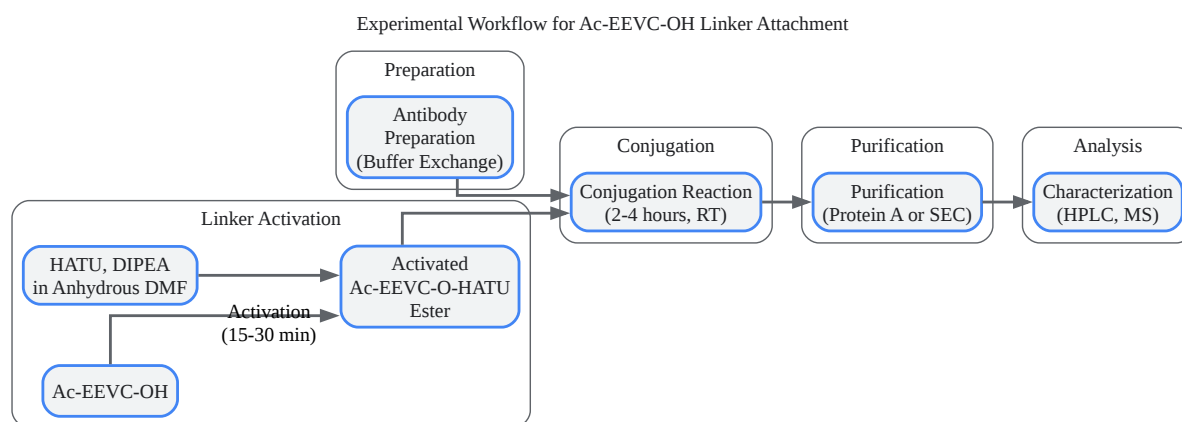 Experimental Workflow for Ac-EEVC-OH Linker Attachment
Preparation
Antibody
Preparation
(Buffer Exchange)
Conjugation
Conjugation Reaction
(2-4 hours, RT)
Purification
Purification
(Protein A or SEC)
Analysis
Characterization
(HPLC, MS)
Linker Activation
HATU, DIPEA
in Anhydrous DMF
Activated
Ac-EEVC-O-HATU
Ester
Activation
(15-30 min)
Ac-EEVC-OH